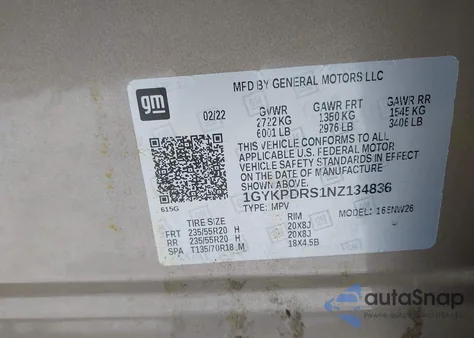 MFD BY GENERAL MOTORS LLC
gm
02/22 GVWR GAWR FRT GAWR RR
2722 KG 1350 KG 1545 KG
6001 LB 2976 LB 3406 LB
THIS VEHICLE CONFORMS TO ALL
APPLICABLE U.S. FEDERAL MOTOR
VEHICLE SAFETY STANDARDS IN EFFECT
ON THE DATE OF MANUFACTURE
SHOWN ABOVE.
1GYKPDRS1NZ134836
615G TYPE: MPV MODEL: 16ENW26
TIRE SIZE RIM
FRT 235/55R20 H 20X8J
RR 235/55R20 H 20X8J
SPA T135/70R18 M 18X4.5B
autoSnap